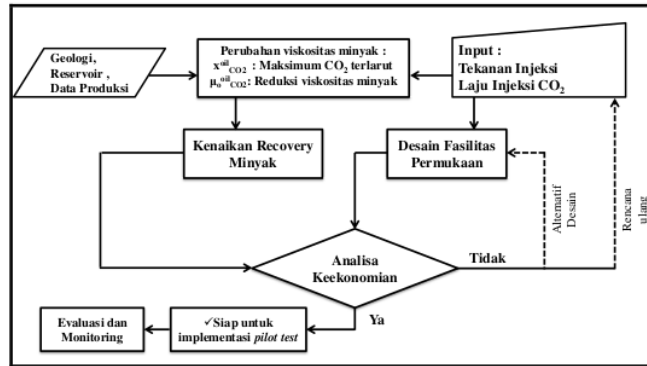 Geologi,
Reservoir ,
Data Produksi
Perubahan viskositas minyak :
x^oil_CO2 : Maksimum CO₂ terlarut
μ_o^oil_CO2: Reduksi viskositas minyak
Input :
Tekanan Injeksi
Laju Injeksi CO₂
Kenaikan Recovery
Minyak
Desain Fasilitas
Permukaan
Alternatif
Desain
Rencana
ulang
Analisa
Keekonomian
Tidak
Ya
✓Siap untuk
implementasi pilot test
Evaluasi dan
Monitoring